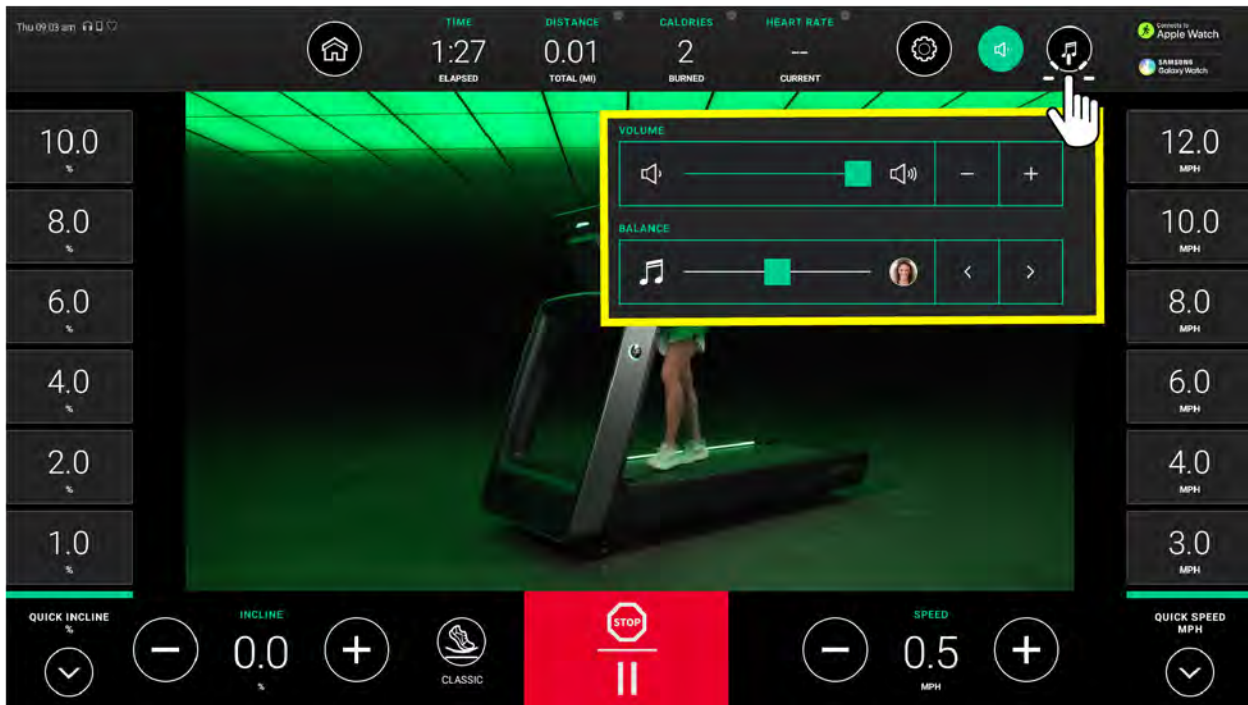 Thu 09:03 am
TIME
1:27
ELAPSED
DISTANCE
0.01
TOTAL (MI)
CALORIES
2
BURNED
HEART RATE
--
CURRENT
Connects to
Apple Watch
SAMSUNG
Galaxy Watch
10.0
%
8.0
%
6.0
%
4.0
%
2.0
%
1.0
%
VOLUME
− +
BALANCE
< >
12.0
MPH
10.0
MPH
8.0
MPH
6.0
MPH
4.0
MPH
3.0
MPH
QUICK INCLINE
%
INCLINE
− 0.0 +
%
CLASSIC
STOP
SPEED
− 0.5 +
MPH
QUICK SPEED
MPH